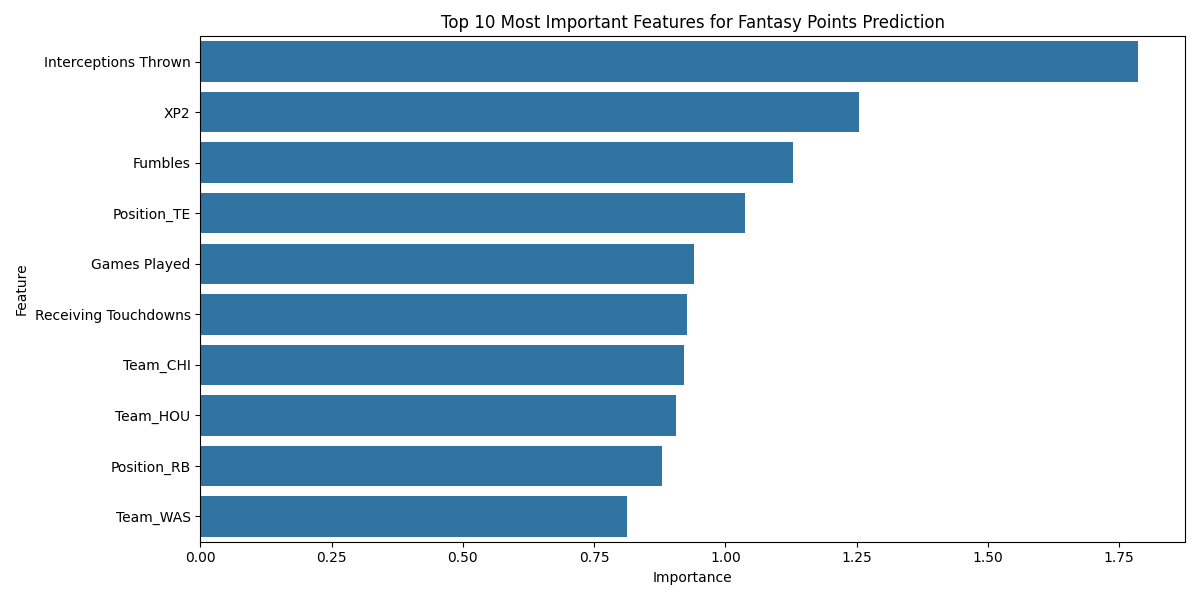 Top 10 Most Important Features for Fantasy Points Prediction
Interceptions Thrown
XP2
Fumbles
Position_TE
Games Played
Receiving Touchdowns
Team_CHI
Team_HOU
Position_RB
Team_WAS
Feature
0.00 0.25 0.50 0.75 1.00 1.25 1.50 1.75
Importance